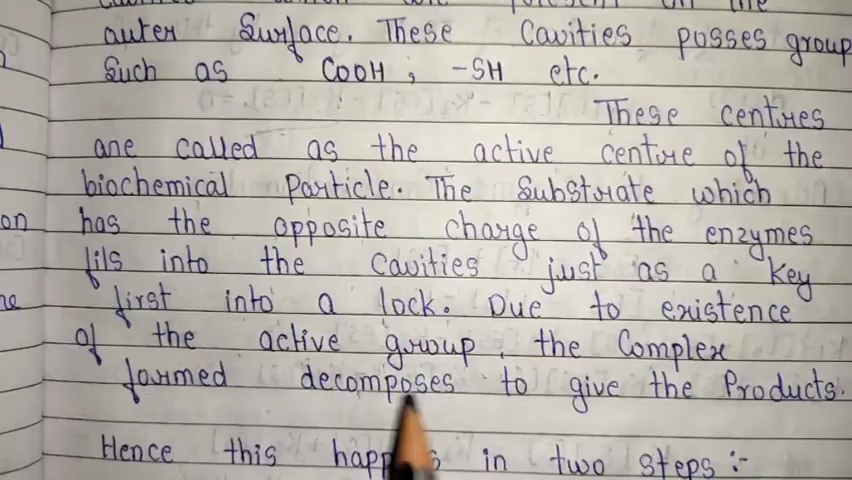 outer Surface. These Cavities posses group
Such as COOH, -SH etc.
These centres
are called as the active centre of the
biochemical Particle. The Substrate which
has the opposite charge of the enzymes
fils into the cavities just as a key
first into a lock. Due to existence
of the active group, the Complex
formed decomposes to give the Products.
Hence this happens in two steps :-